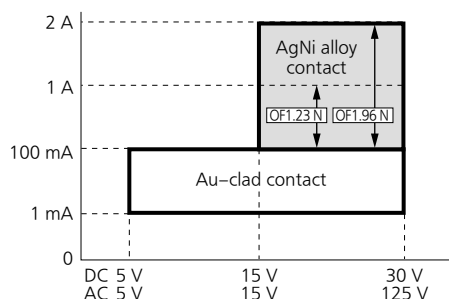 2 A
AgNi alloy
contact
1 A
OF1.23 N OF1.96 N
100 mA
Au–clad contact
1 mA
0
DC 5 V 15 V 30 V
AC 5 V 15 V 125 V